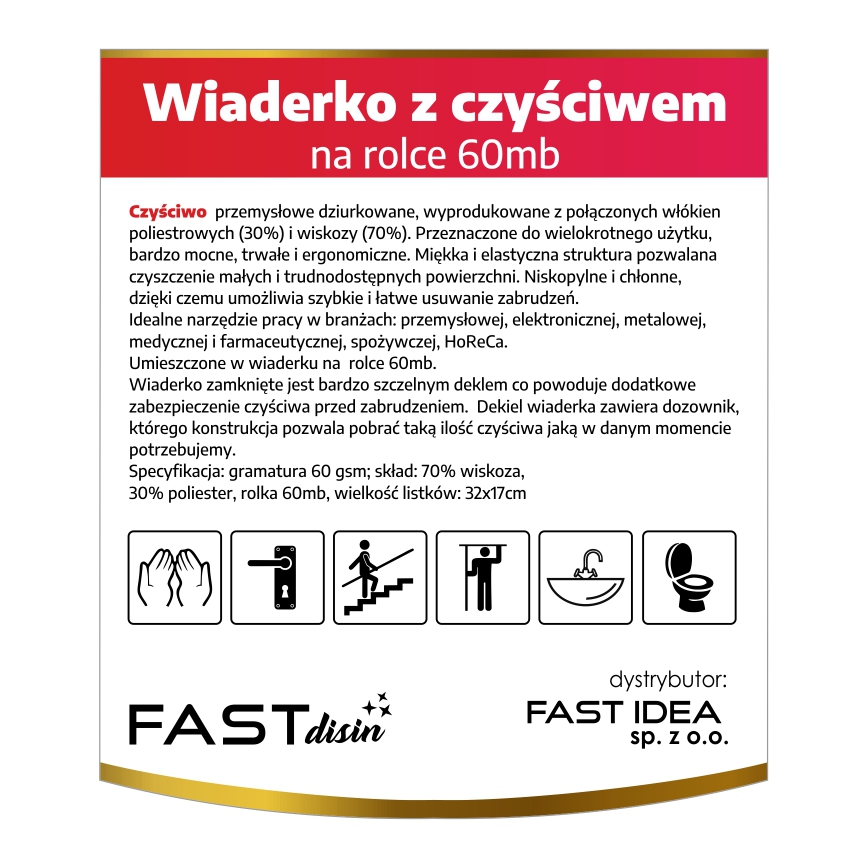 Wiaderko z czyściwem
na rolce 60mb
Czyściwo przemysłowe dziurkowane, wyprodukowane z połączonych włókien
poliestrowych (30%) i wiskozy (70%). Przeznaczone do wielokrotnego użytku,
bardzo mocne, trwałe i ergonomiczne. Miękka i elastyczna struktura pozwalana
czyszczenie małych i trudnodostępnych powierzchni. Niskopylne i chłonne,
dzięki czemu umożliwia szybkie i łatwe usuwanie zabrudzeń.
Idealne narzędzie pracy w branżach: przemysłowej, elektronicznej, metalowej,
medycznej i farmaceutycznej, spożywczej, HoReCa.
Umieszczone w wiaderku na rolce 60mb.
Wiaderko zamknięte jest bardzo szczelnym deklem co powoduje dodatkowe
zabezpieczenie czyściwa przed zabrudzeniem. Dekiel wiaderka zawiera dozownik,
którego konstrukcja pozwala pobrać taką ilość czyściwa jaką w danym momencie
potrzebujemy.
Specyfikacja: gramatura 60 gsm; skład: 70% wiskoza,
30% poliester, rolka 60mb, wielkość listków: 32x17cm
FAST disin
dystrybutor:
FAST IDEA
sp. z o.o.